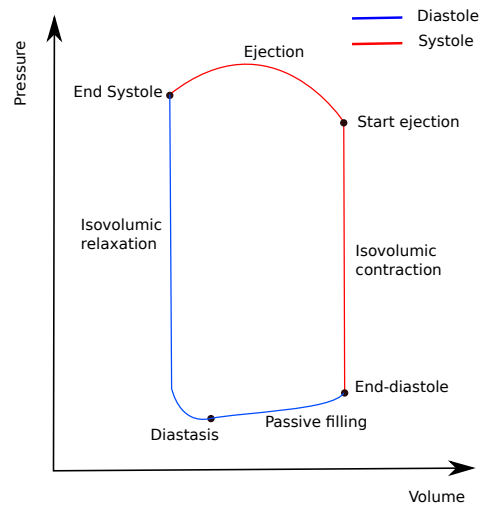 Diastole
Systole
Pressure
Ejection
End Systole
Start ejection
Isovolumic
relaxation
Isovolumic
contraction
End-diastole
Passive filling
Diastasis
Volume